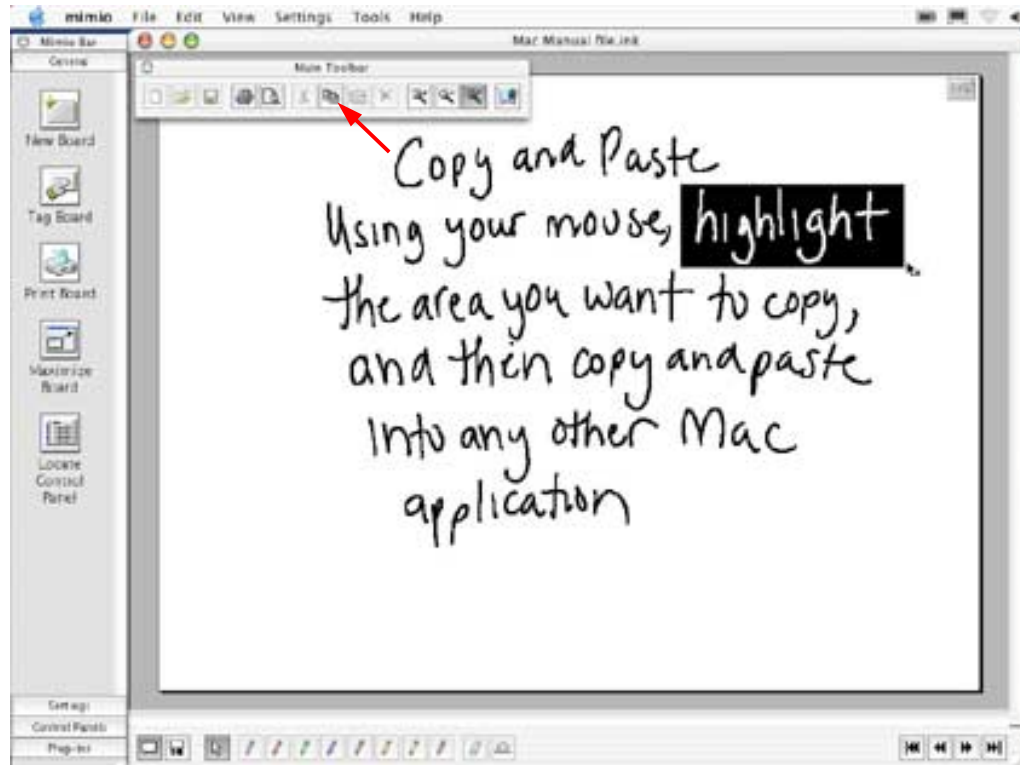 mimio File Edit View Settings Tools Help
Mimio Bar
Mac Manual file.ink
General
Main Toolbar
New Board
Tag Board
Print Board
Maximize
Board
Locate
Control
Panel
Copy and Paste
Using your mouse, highlight
the area you want to copy,
and then copy and paste
into any other Mac
application
Settings
Control Panels
Plug-ins